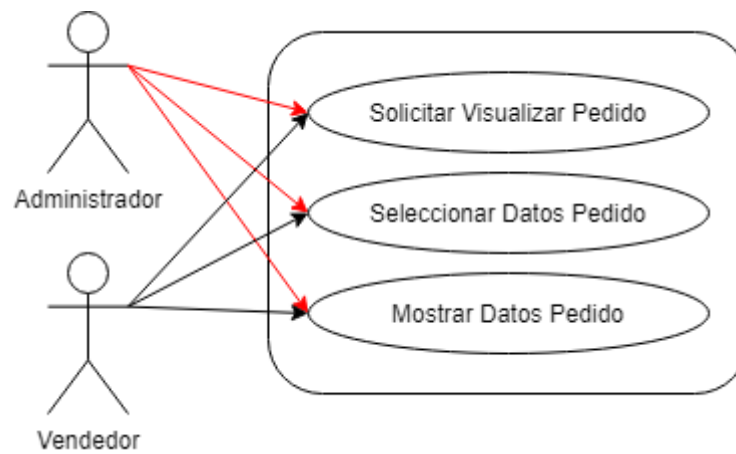 Solicitar Visualizar Pedido
Administrador
Seleccionar Datos Pedido
Mostrar Datos Pedido
Vendedor